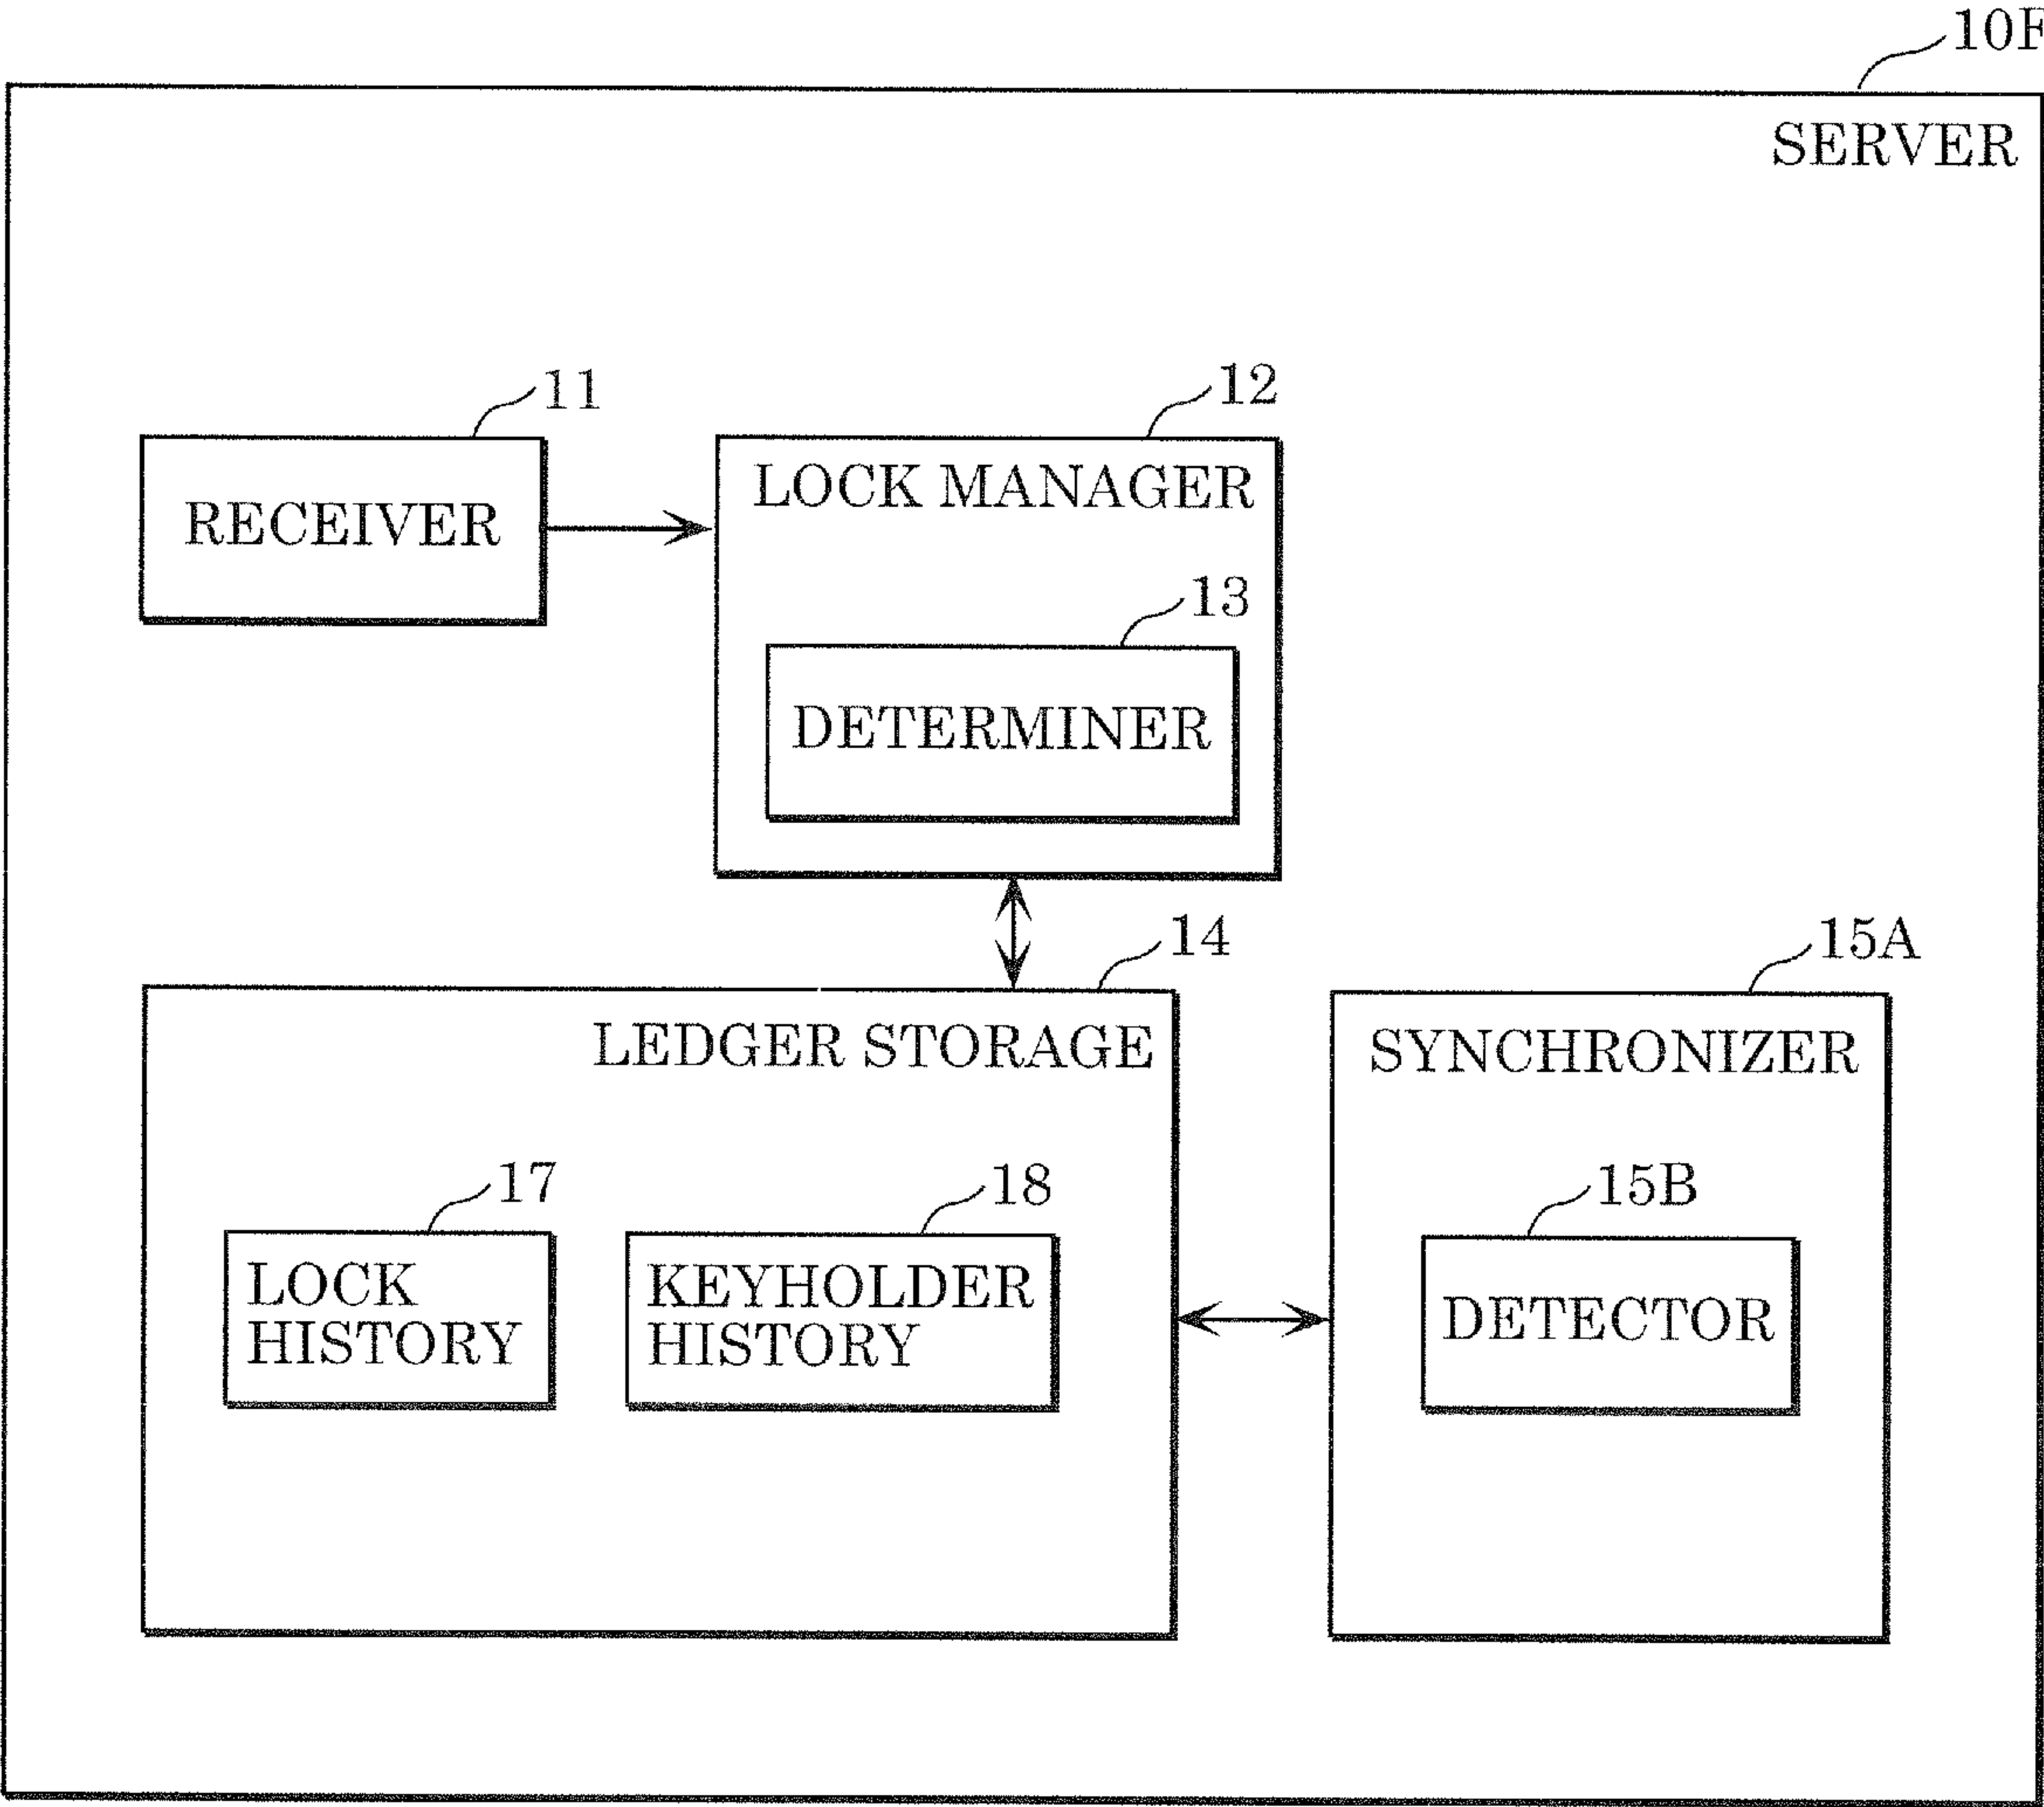 10F
SERVER
11
12
RECEIVER
LOCK MANAGER
13
DETERMINER
14
15A
LEDGER STORAGE
SYNCHRONIZER
17
18
15B
LOCK
HISTORY
KEYHOLDER
HISTORY
DETECTOR